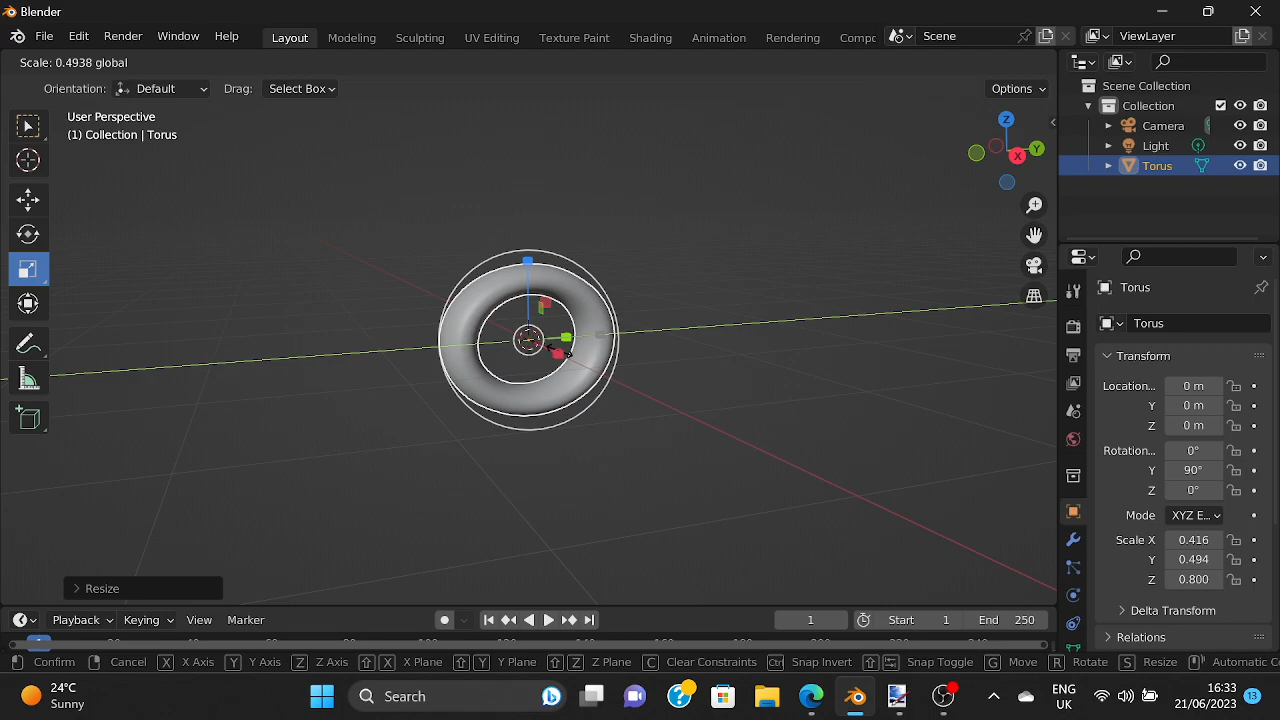 Blender
File Edit Render Window Help Layout Modeling Sculpting UV Editing Texture Paint Shading Animation Rendering Compc Scene ViewLayer
Scale: 0.4938 global
Orientation: Default Drag: Select Box Options
User Perspective
(1) Collection | Torus
Z
Y
X
Scene Collection
Collection
Camera
Light
Torus
Torus
Torus
Transform
Location... 0 m
Y 0 m
Z 0 m
Rotation... 0°
Y 90°
Z 0°
Mode XYZ E...
Scale X 0.416
Y 0.494
Z 0.800
Delta Transform
Relations
Resize
Playback Keying View Marker 1 Start 1 End 250
Confirm Cancel X X Axis Y Y Axis Z Z Axis X X Plane Y Y Plane Z Z Plane C Clear Constraints Ctrl Snap Invert Snap Toggle G Move R Rotate S Resize Automatic Co
24°C
Sunny
Search
ENG
UK
16:33
21/06/2023
13